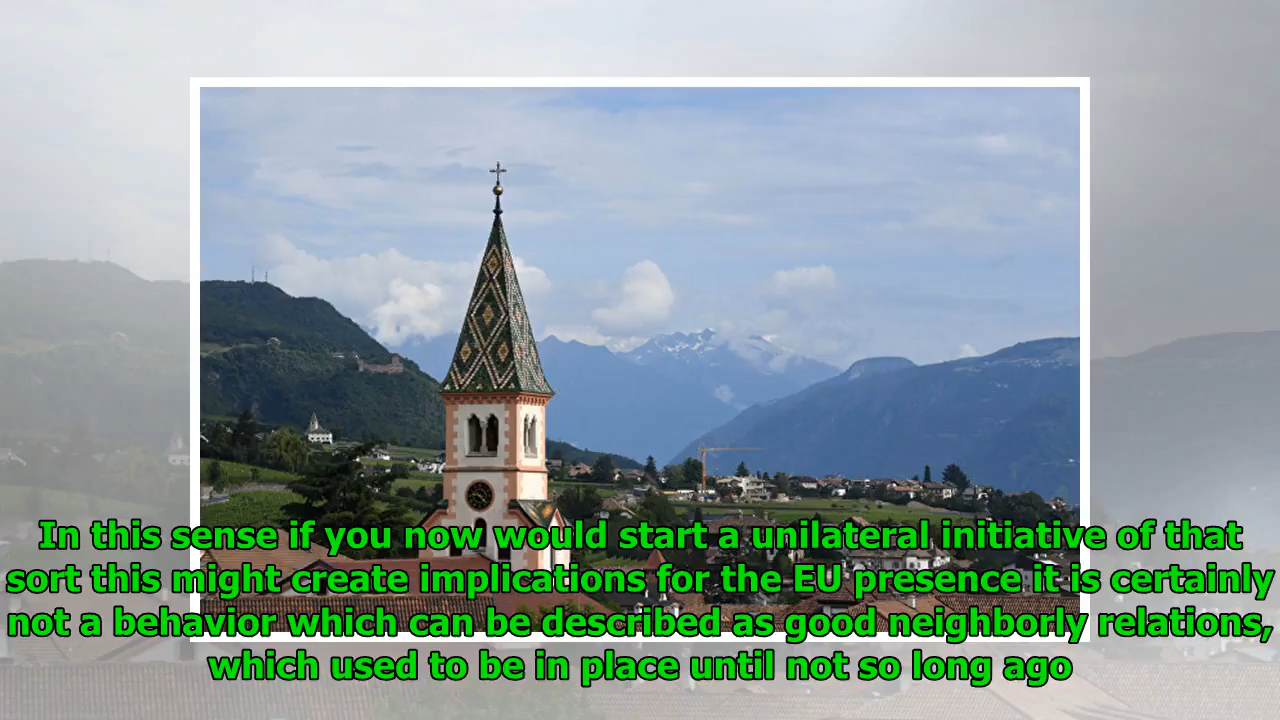 In this sense if you now would start a unilateral initiative of that
sort this might create implications for the EU presence it is certainly
not a behavior which can be described as good neighborly relations,
which used to be in place until not so long ago